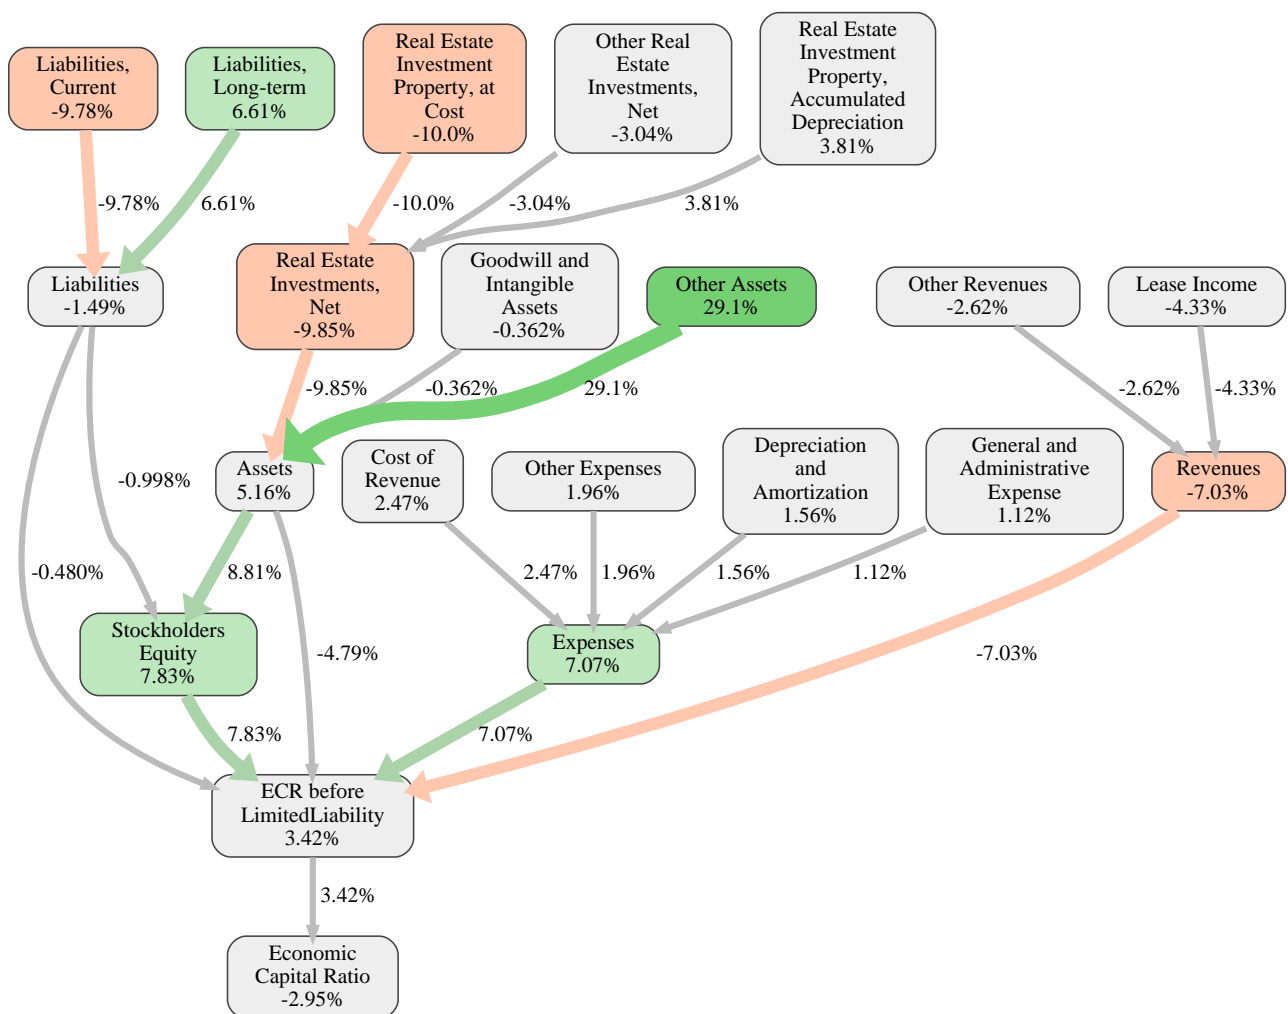 Liabilities,
Current
-9.78%
Liabilities,
Long-term
6.61%
Real Estate
Investment
Property, at
Cost
-10.0%
Other Real
Estate
Investments,
Net
-3.04%
Real Estate
Investment
Property,
Accumulated
Depreciation
3.81%
-9.78%
6.61%
-10.0%
-3.04%
3.81%
Liabilities
-1.49%
Real Estate
Investments,
Net
-9.85%
Goodwill and
Intangible
Assets
-0.362%
Other Assets
29.1%
Other Revenues
-2.62%
Lease Income
-4.33%
-9.85%
-0.362%
29.1%
-2.62%
-4.33%
-0.998%
Assets
5.16%
Cost of
Revenue
2.47%
Other Expenses
1.96%
Depreciation
and
Amortization
1.56%
General and
Administrative
Expense
1.12%
Revenues
-7.03%
-0.480%
8.81%
2.47%
1.96%
1.56%
1.12%
Stockholders
Equity
7.83%
-4.79%
Expenses
7.07%
-7.03%
7.83%
7.07%
ECR before
LimitedLiability
3.42%
3.42%
Economic
Capital Ratio
-2.95%